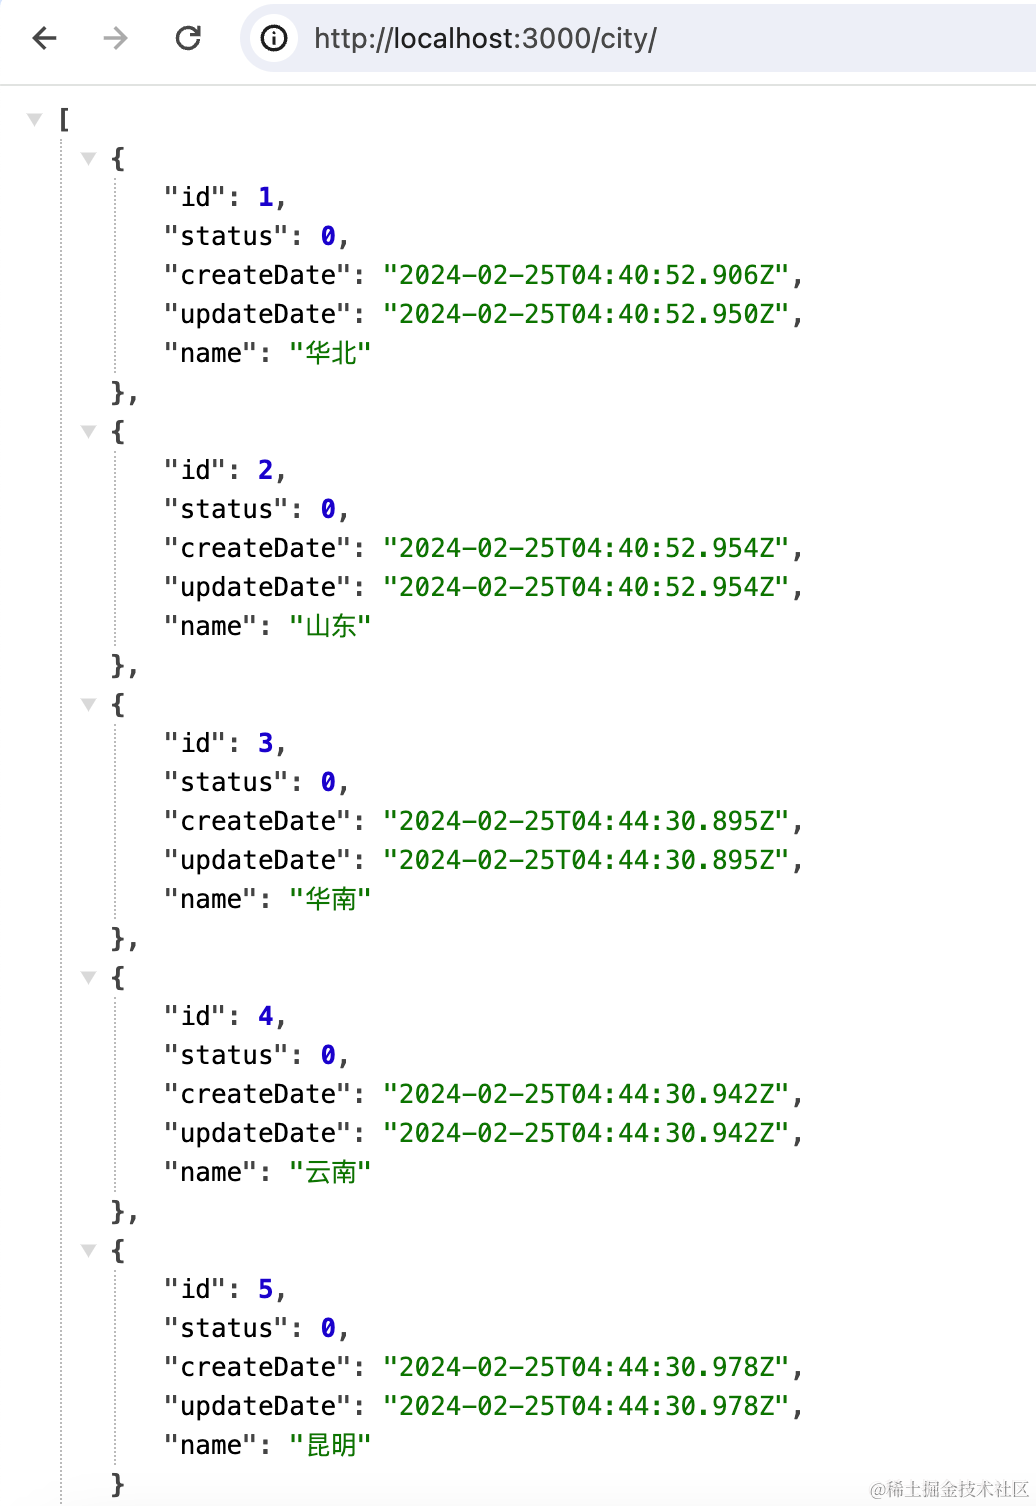 http://localhost:3000/city/
[
{
"id": 1,
"status": 0,
"createDate": "2024-02-25T04:40:52.906Z",
"updateDate": "2024-02-25T04:40:52.950Z",
"name": "华北"
},
{
"id": 2,
"status": 0,
"createDate": "2024-02-25T04:40:52.954Z",
"updateDate": "2024-02-25T04:40:52.954Z",
"name": "山东"
},
{
"id": 3,
"status": 0,
"createDate": "2024-02-25T04:44:30.895Z",
"updateDate": "2024-02-25T04:44:30.895Z",
"name": "华南"
},
{
"id": 4,
"status": 0,
"createDate": "2024-02-25T04:44:30.942Z",
"updateDate": "2024-02-25T04:44:30.942Z",
"name": "云南"
},
{
"id": 5,
"status": 0,
"createDate": "2024-02-25T04:44:30.978Z",
"updateDate": "2024-02-25T04:44:30.978Z",
"name": "昆明"
}
@稀土掘金技术社区